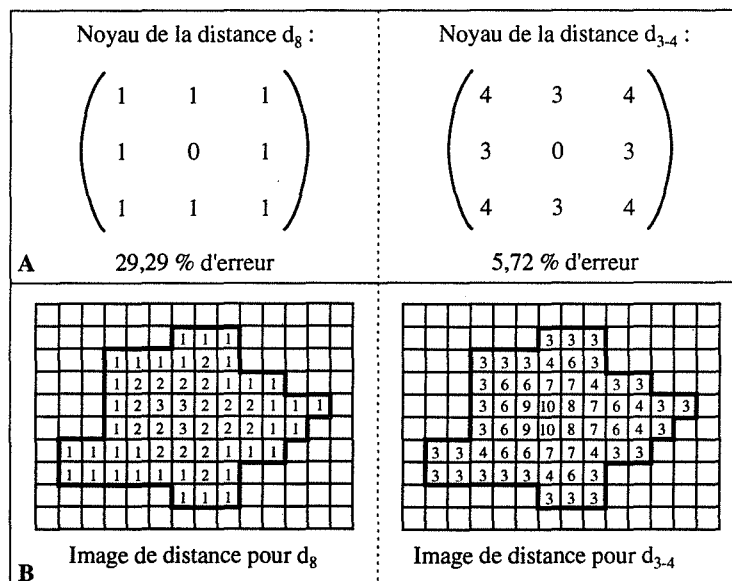 Noyau de la distance d₈ :
1 1 1
1 0 1
1 1 1
29,29 % d'erreur
Noyau de la distance d₃₋₄ :
4 3 4
3 0 3
4 3 4
5,72 % d'erreur
A
1 1 1
1 1 1 1 2 1
1 2 2 2 2 1 1 1
1 2 3 3 2 2 2 1 1 1
1 2 2 3 2 2 2 1 1
1 1 1 1 2 2 2 1 1 1
1 1 1 1 1 1 2 1
1 1 1
Image de distance pour d₈
3 3 3
3 3 3 4 6 3
3 6 6 7 7 4 3 3
3 6 9 10 8 7 6 4 3 3
3 6 9 10 8 7 6 4 3
3 3 4 6 6 7 7 4 3 3
3 3 3 3 3 4 6 3
3 3 3
Image de distance pour d₃₋₄
B